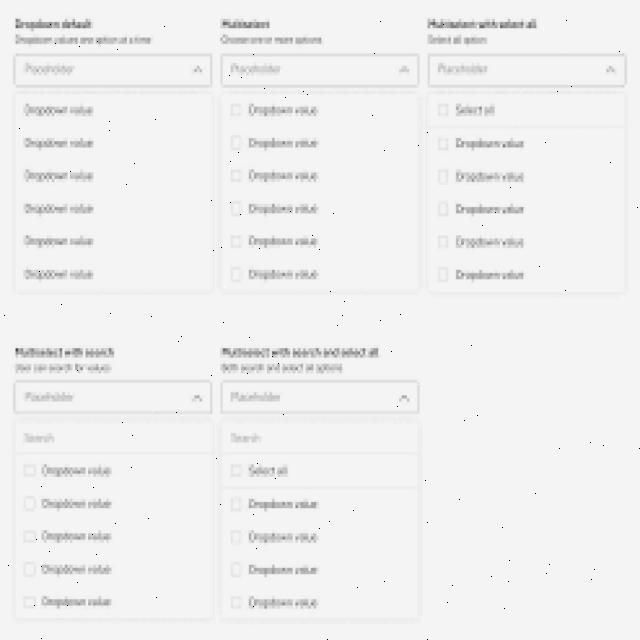 Dropdown default
Dropdown values are option at a time
Placeholder
Dropdown value
Dropdown value
Dropdown value
Dropdown value
Dropdown value
Dropdown value
Multiselect
Choose one or more options
Placeholder
Dropdown value
Dropdown value
Dropdown value
Dropdown value
Dropdown value
Dropdown value
Multiselect with select all
Select all option
Placeholder
Select all
Dropdown value
Dropdown value
Dropdown value
Dropdown value
Dropdown value
Multiselect with search
User can search for values
Placeholder
Search
Dropdown value
Dropdown value
Dropdown value
Dropdown value
Dropdown value
Multiselect with search and select all
Both search and select all options
Placeholder
Search
Select all
Dropdown value
Dropdown value
Dropdown value
Dropdown value